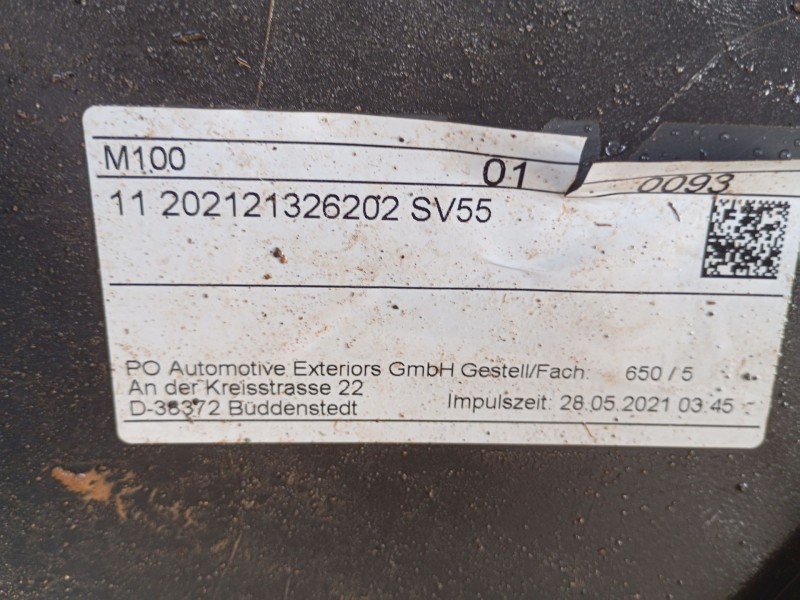 M100 01 0093
11 202121326202 SV55
PO Automotive Exteriors GmbH Gestell/Fach: 650 / 5
An der Kreisstrasse 22
D-38372 Büddenstedt Impulszeit: 28.05.2021 03:45